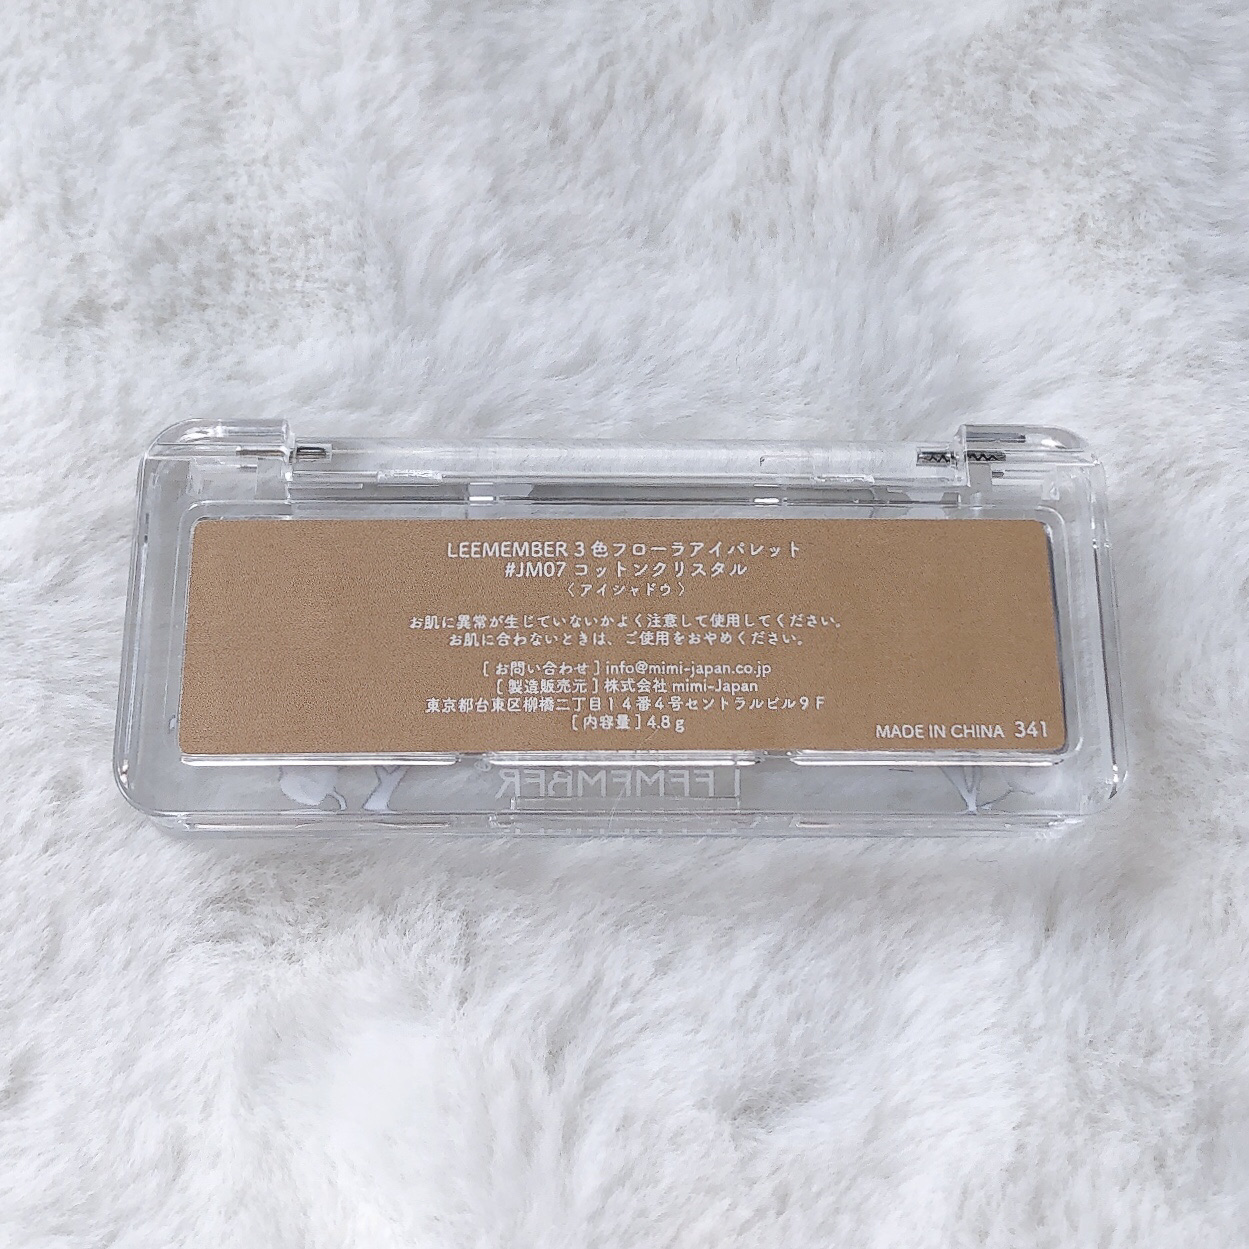 LEEMEMBER 3色フローラアイパレット
#JM07 コットンクリスタル
〈アイシャドウ〉
お肌に異常が生じていないかよく注意して使用してください。
お肌に合わないときは、ご使用をおやめください。
[ お問い合わせ ] info@mimi-japan.co.jp
[ 製造販売元 ] 株式会社 mimi-Japan
東京都台東区柳橋二丁目14番4号セントラルビル9F
[ 内容量 ] 4.8g
MADE IN CHINA 341
LEEMEMBER